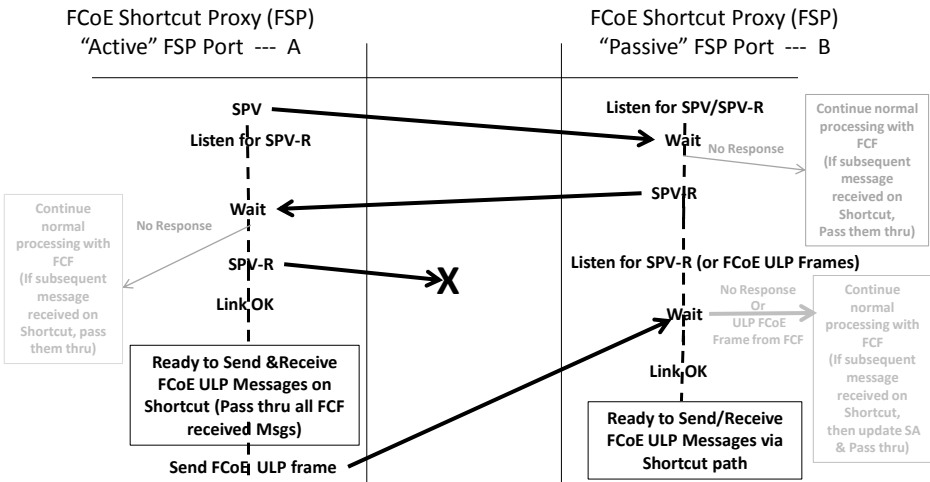 FCoE Shortcut Proxy (FSP)
“Active” FSP Port --- A
FCoE Shortcut Proxy (FSP)
“Passive” FSP Port --- B
SPV
Listen for SPV-R
Listen for SPV/SPV-R
Wait
No Response
Continue normal
processing with
FCF
(If subsequent
message
received on
Shortcut,
Pass them thru)
SPV-R
Wait
No Response
Continue
normal
processing with
FCF
(If subsequent
message
received on
Shortcut, pass
them thru)
SPV-R
X
Link OK
Listen for SPV-R (or FCoE ULP Frames)
Wait
No Response
Or
ULP FCoE
Frame from FCF
Continue
normal
processing with
FCF
(If subsequent
message
received on
Shortcut,
then update SA
& Pass thru)
Ready to Send &Receive
FCoE ULP Messages on
Shortcut (Pass thru all FCF
received Msgs)
Link OK
Ready to Send/Receive
FCoE ULP Messages via
Shortcut path
Send FCoE ULP frame